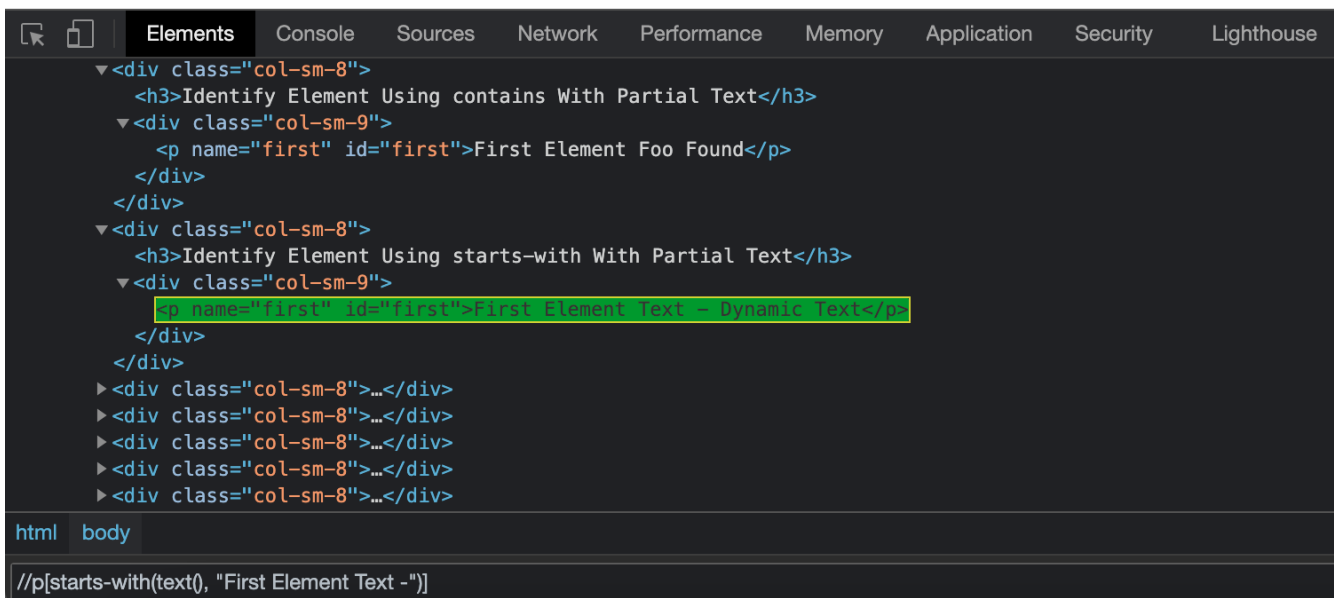 Elements Console Sources Network Performance Memory Application Security Lighthouse
▼<div class="col-sm-8">
<h3>Identify Element Using contains With Partial Text</h3>
▼<div class="col-sm-9">
<p name="first" id="first">First Element Foo Found</p>
</div>
</div>
▼<div class="col-sm-8">
<h3>Identify Element Using starts-with With Partial Text</h3>
▼<div class="col-sm-9">
<p name="first" id="first">First Element Text – Dynamic Text</p>
</div>
</div>
▶<div class="col-sm-8">…</div>
▶<div class="col-sm-8">…</div>
▶<div class="col-sm-8">…</div>
▶<div class="col-sm-8">…</div>
▶<div class="col-sm-8">…</div>
html body
//p[starts-with(text(), "First Element Text -")]